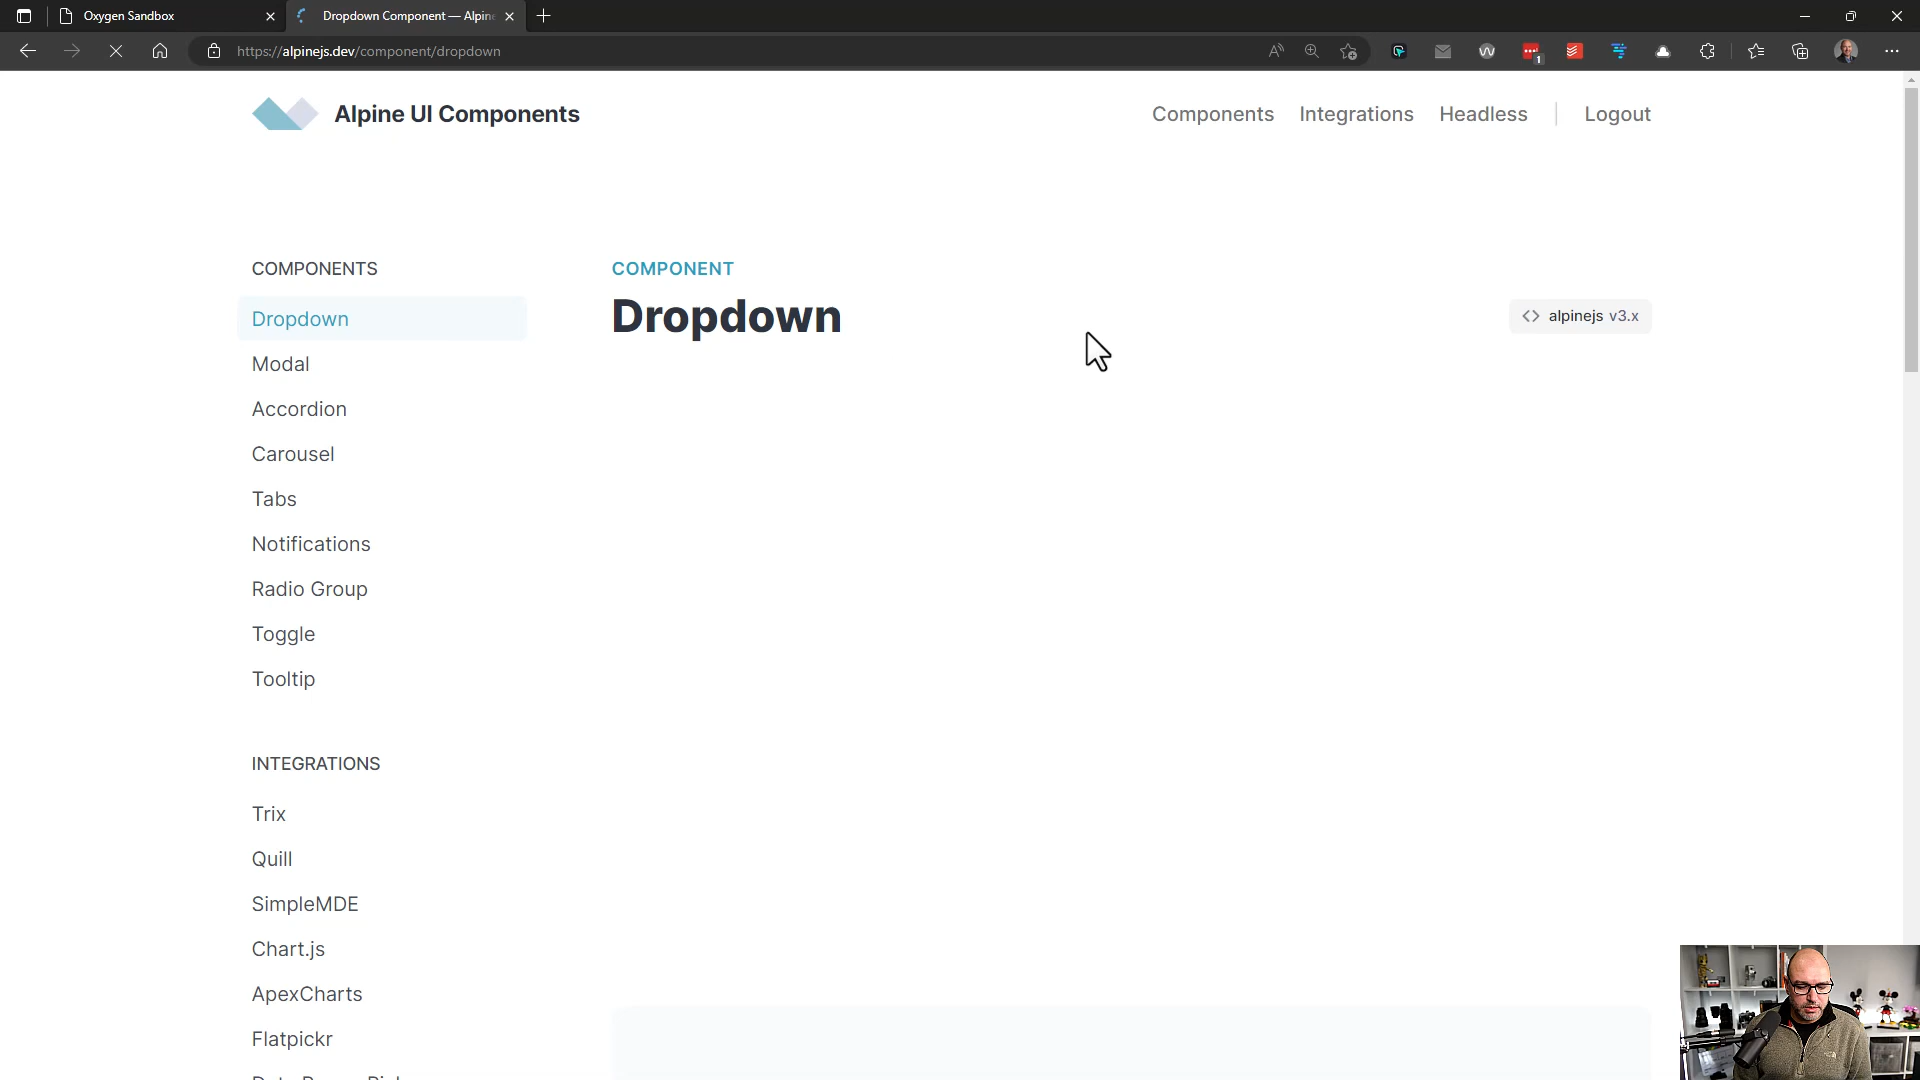 Oxygen Sandbox
Dropdown Component — Alpin
https://alpinejs.dev/component/dropdown
1
Alpine UI Components
Components
Integrations
Headless
Logout
COMPONENTS
Dropdown
Modal
Accordion
Carousel
Tabs
Notifications
Radio Group
Toggle
Tooltip
INTEGRATIONS
Trix
Quill
SimpleMDE
Chart.js
ApexCharts
Flatpickr
COMPONENT
Dropdown
<> alpinejs v3.x